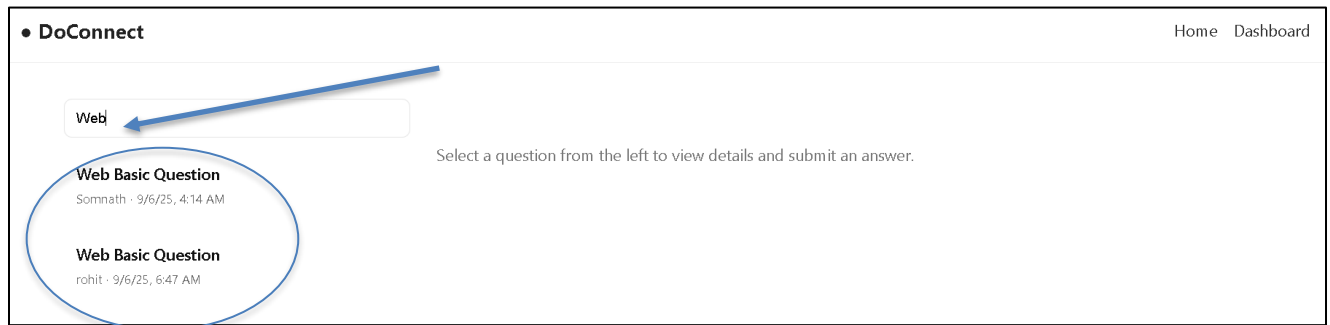 • DoConnect
Home Dashboard
Web
Select a question from the left to view details and submit an answer.
Web Basic Question
Somnath · 9/6/25, 4:14 AM
Web Basic Question
rohit · 9/6/25, 6:47 AM